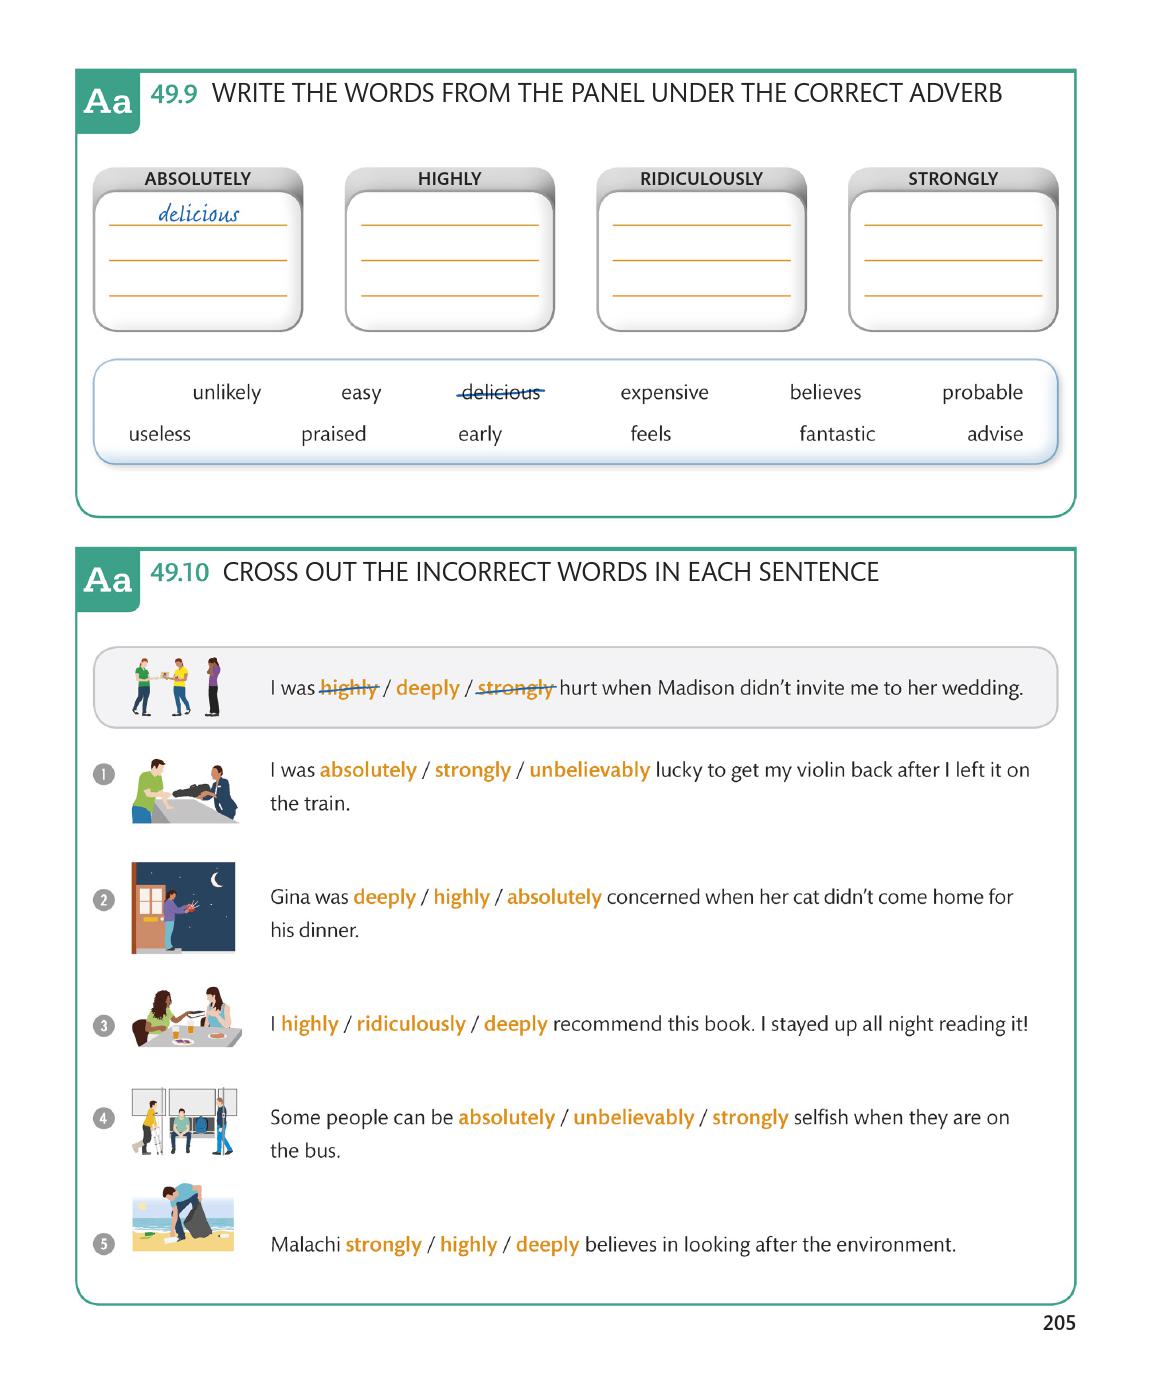 Aa 49.9 WRITE THE WORDS FROM THE PANEL UNDER THE CORRECT ADVERB
ABSOLUTELY HIGHLY RIDICULOUSLY STRONGLY
delicious
unlikely easy delicious expensive believes probable
useless praised early feels fantastic advise
Aa 49.10 CROSS OUT THE INCORRECT WORDS IN EACH SENTENCE
I was highly / deeply / strongly hurt when Madison didn't invite me to her wedding.
1 I was absolutely / strongly / unbelievably lucky to get my violin back after I left it on
the train.
2 Gina was deeply / highly / absolutely concerned when her cat didn't come home for
his dinner.
3 I highly / ridiculously / deeply recommend this book. I stayed up all night reading it!
4 Some people can be absolutely / unbelievably / strongly selfish when they are on
the bus.
5 Malachi strongly / highly / deeply believes in looking after the environment.
205